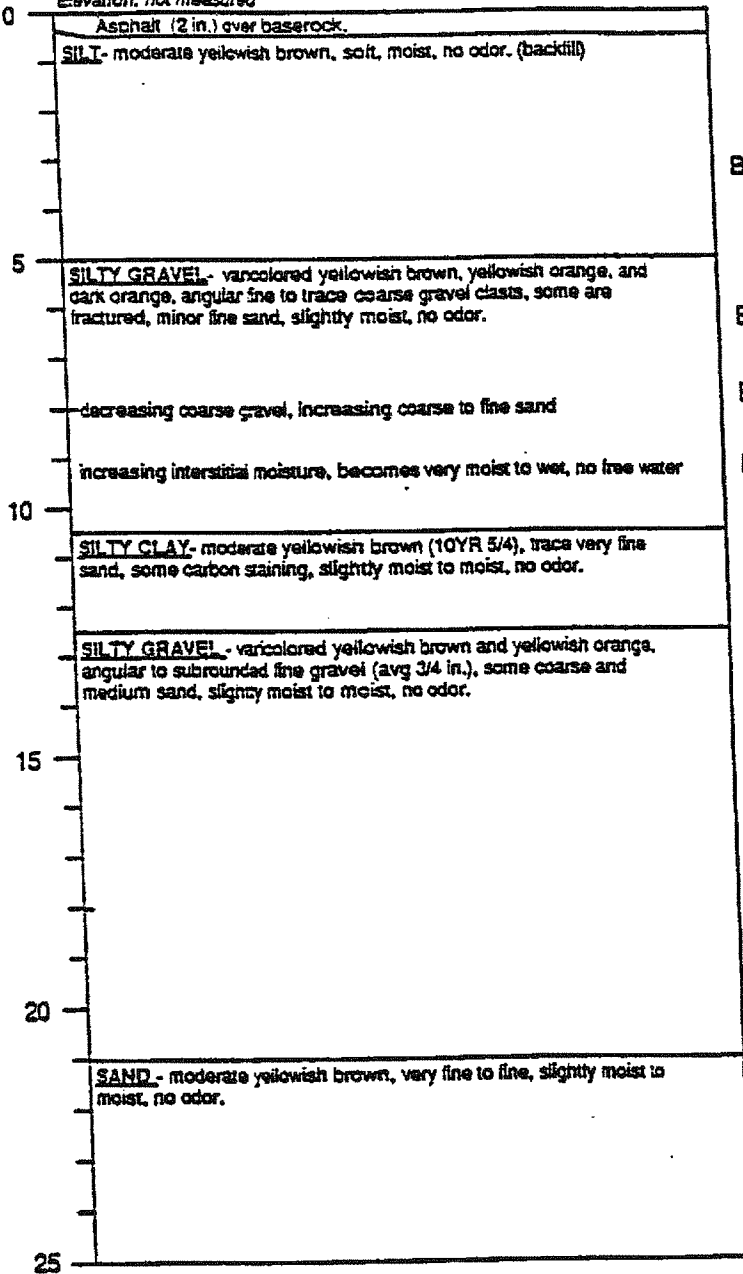 Elevation: not measured
0
Asphalt (2 in.) over baserock.
SILT- moderate yellowish brown, soft, moist, no odor. (backfill)
5
SILTY GRAVEL- varicolored yellowish brown, yellowish orange, and
dark orange, angular fine to trace coarse gravel clasts, some are
fractured, minor fine sand, slightly moist, no odor.
decreasing coarse gravel, increasing coarse to fine sand
increasing interstitial moisture, becomes very moist to wet, no free water
10
SILTY CLAY- moderate yellowish brown (10YR 5/4), trace very fine
sand, some carbon staining, slightly moist to moist, no odor.
SILTY GRAVEL- varicolored yellowish brown and yellowish orange,
angular to subrounded fine gravel (avg 3/4 in.), some coarse and
medium sand, slighty moist to moist, no odor.
15
20
SAND- moderate yellowish brown, very fine to fine, slightly moist to
moist, no odor.
25